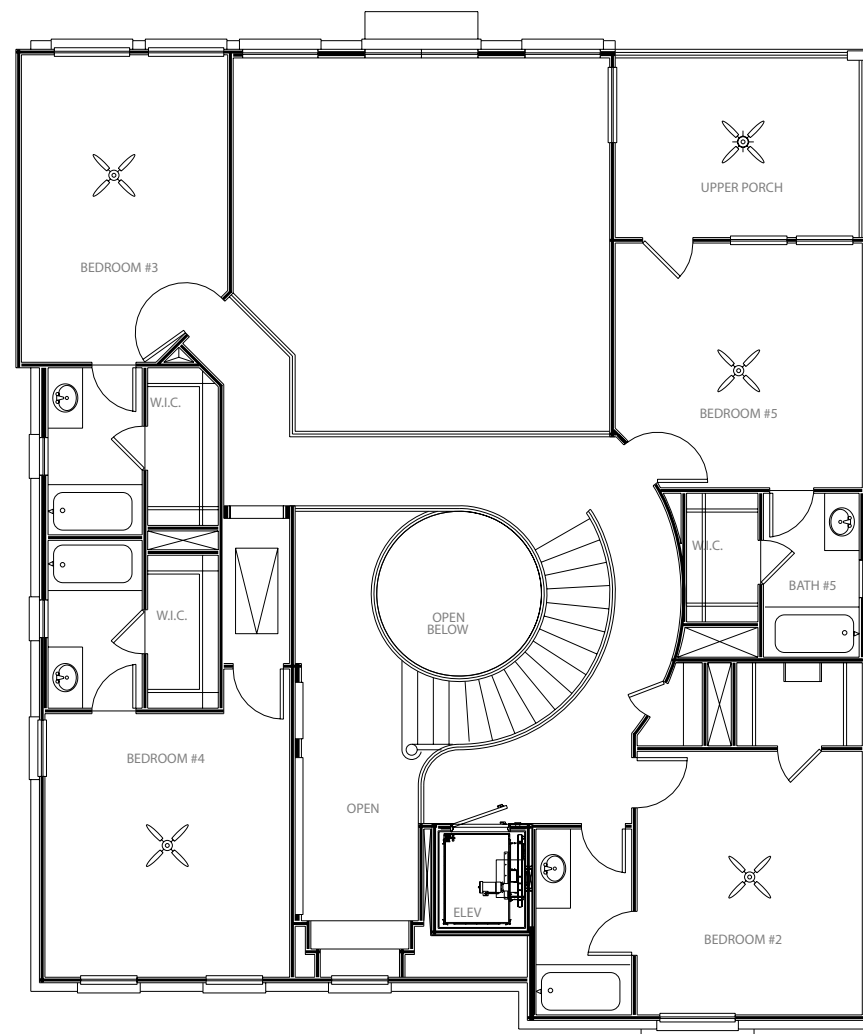 UPPER PORCH
BEDROOM #3
W.I.C.
BEDROOM #5
W.I.C.
BATH #5
W.I.C.
OPEN
BELOW
BEDROOM #4
OPEN
ELEV
BEDROOM #2